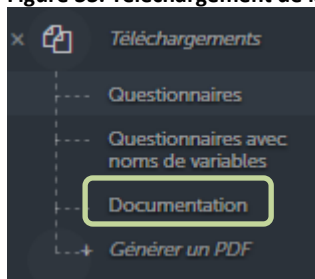 Téléchargements
Questionnaires
Questionnaires avec
noms de variables
Documentation
Générer un PDF